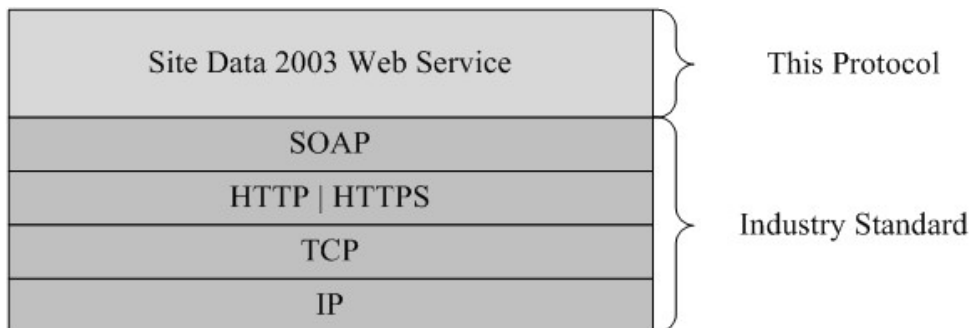 Site Data 2003 Web Service
This Protocol
SOAP
HTTP | HTTPS
TCP
IP
Industry Standard